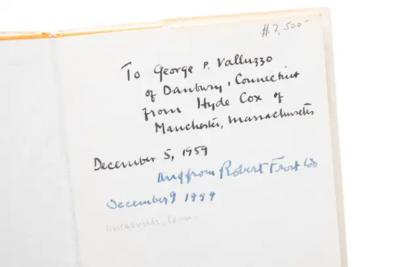 #7,500-
To George P. Valluzzo
of Danbury, Connecticut
from Hyde Cox of
Manchester, Massachusetts
December 5, 1959
And from Robert Frost too
December 9 1959